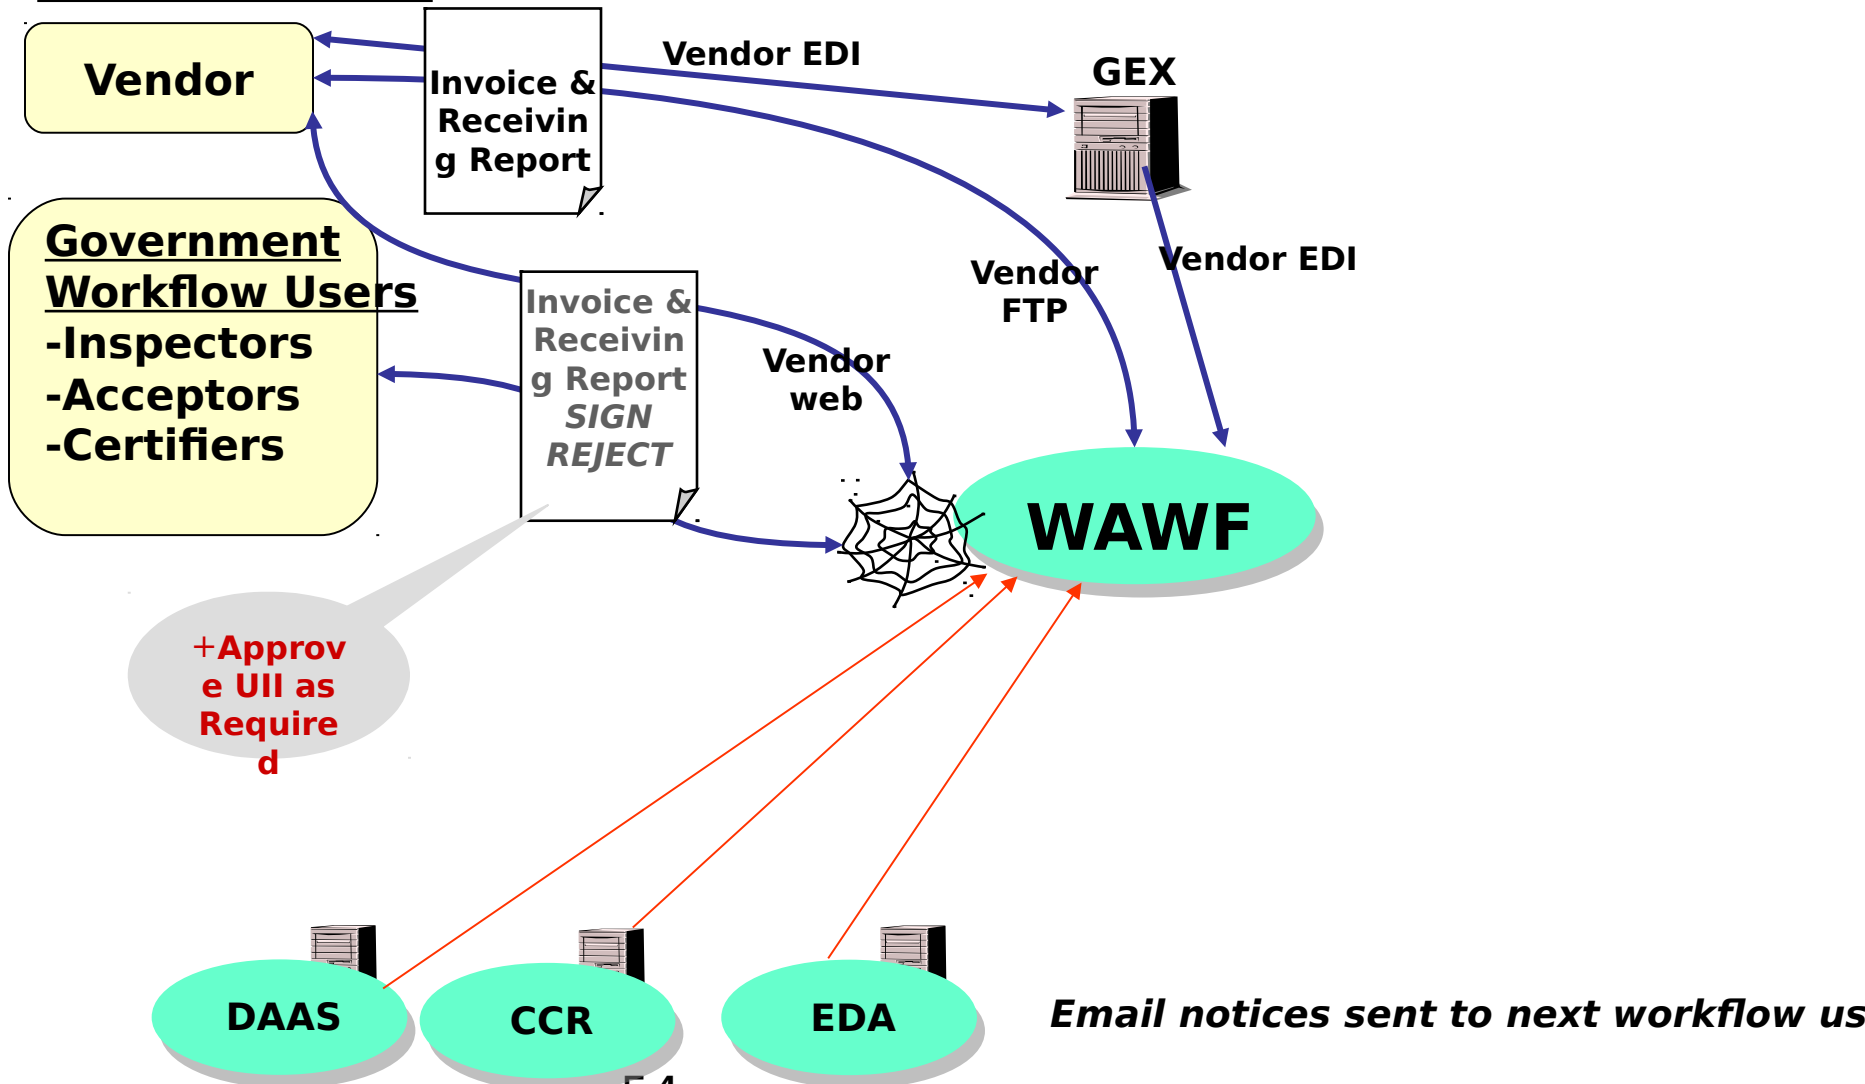 Vendor
Invoice &
Receivin
g Report
Vendor EDI
GEX
Government
Workflow Users
-Inspectors
-Acceptors
-Certifiers
Invoice &
Receivin
g Report
SIGN
REJECT
Vendor
web
Vendor
FTP
Vendor EDI
WAWF
+Approv
e UII as
Require
d
DAAS
CCR
EDA
Email notices sent to next workflow us